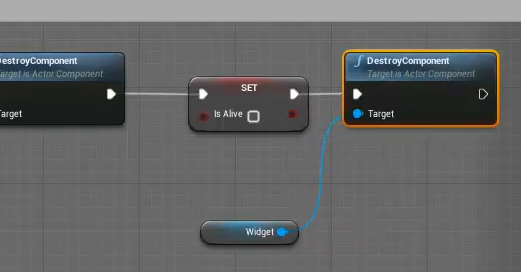 DestroyComponent
Target is Actor Component
Target
SET
Is Alive
DestroyComponent
Target is Actor Component
Target
Widget